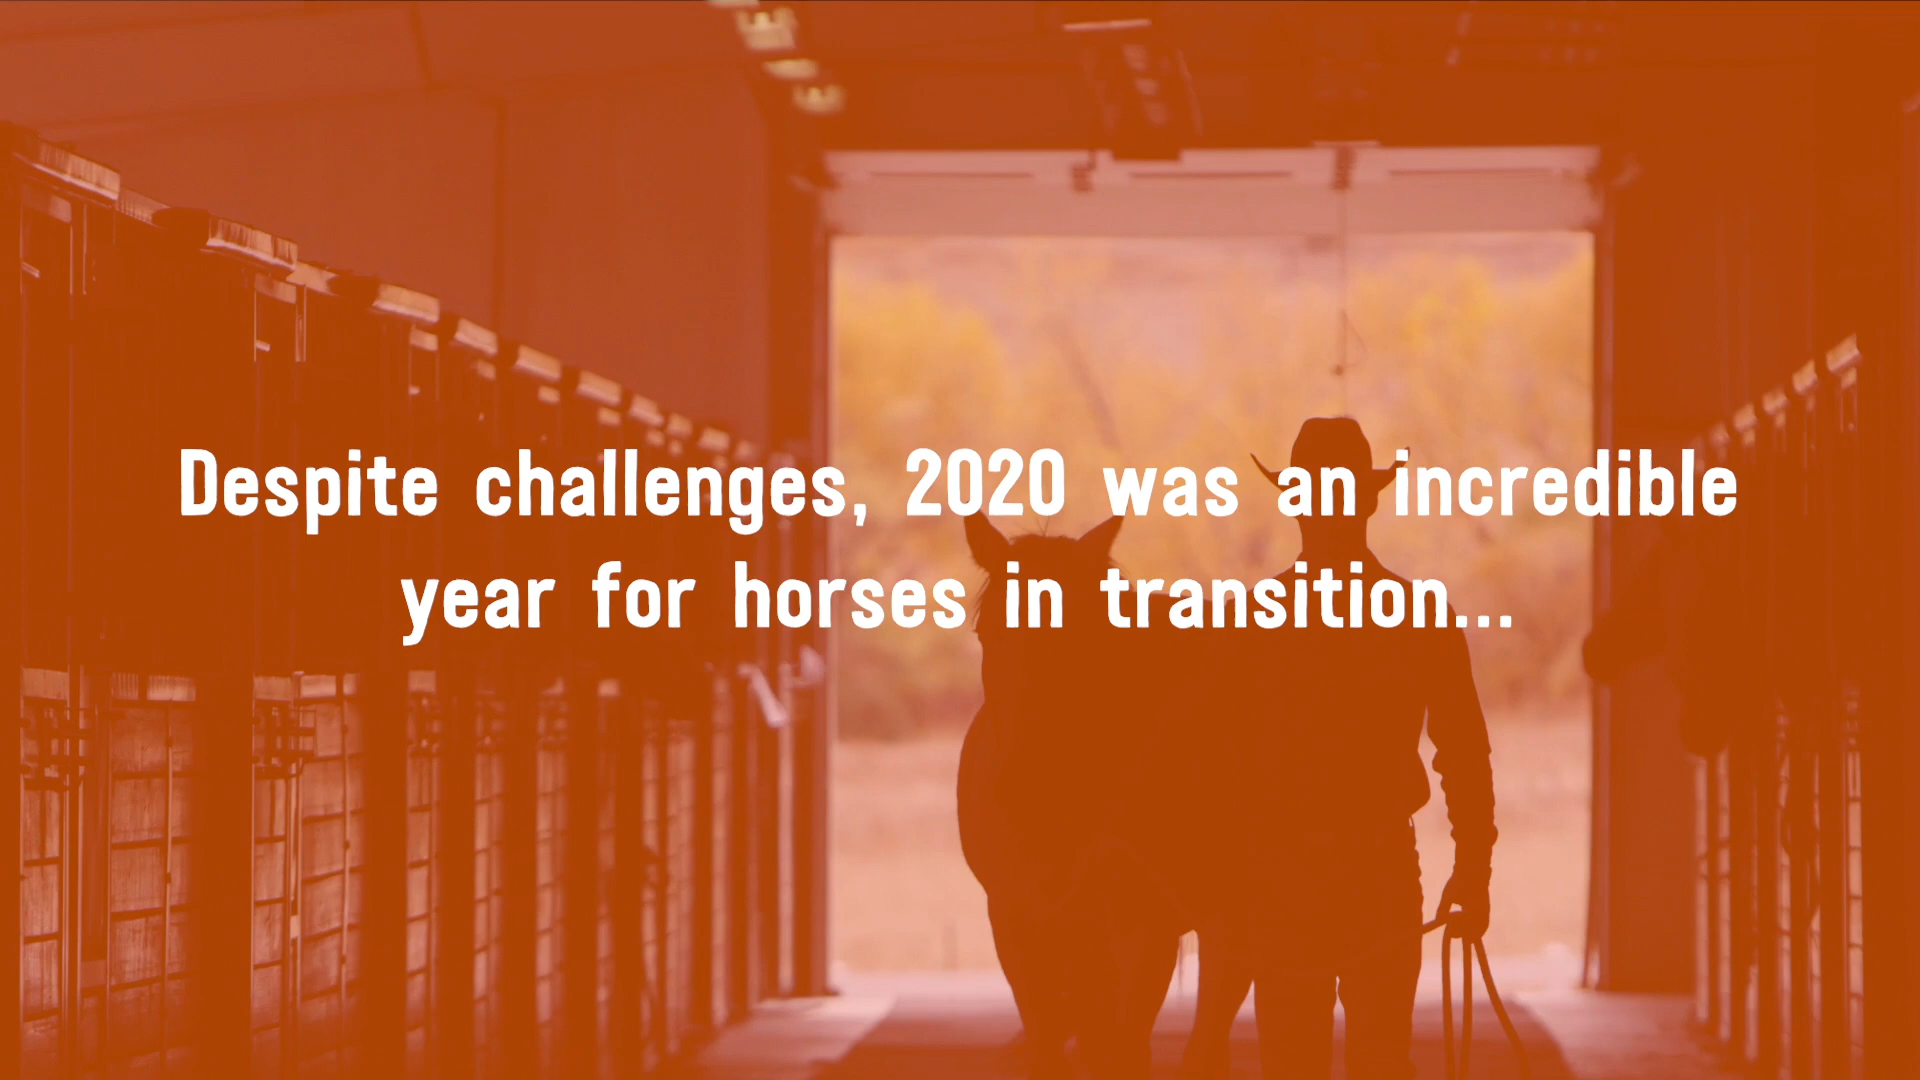 Despite challenges, 2020 was an incredible
year for horses in transition...